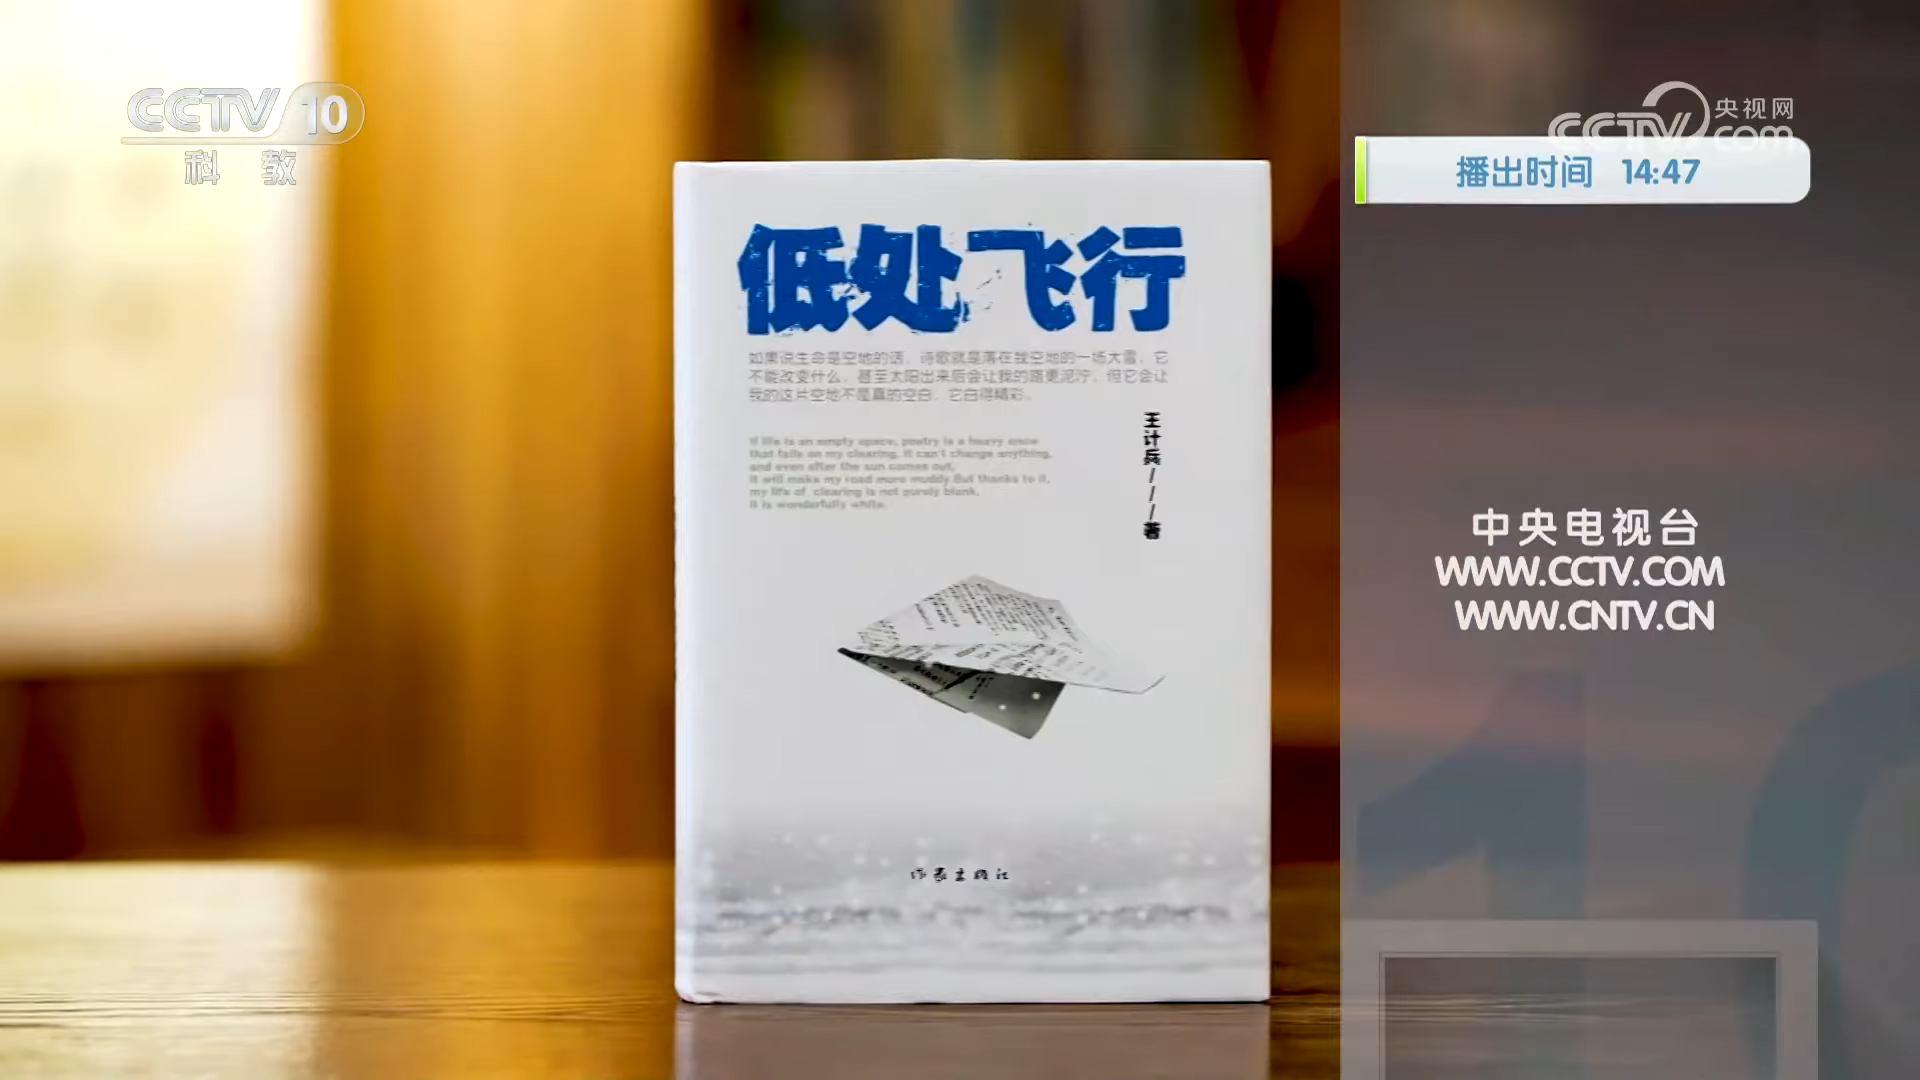 CCTV 10
科教
央视网
CCTV com
播出时间 14:47
低处飞行
如果说生命是空地的话，诗歌就是落在我空地的一场大雪，它
不能改变什么，甚至太阳出来后会让我的路更泥泞，但它会让
我的这片空地不是真的空白，它白得精彩。
If life is an empty space, poetry is a heavy snow
that falls on my clearing, It can't change anything,
and even after the sun comes out,
it will make my road more muddy But thanks to it,
my life of clearing is not purely blank,
it is wonderfully white.
王计兵///著
作家出版社
中央电视台
WWW.CCTV.COM
WWW.CNTV.CN
10